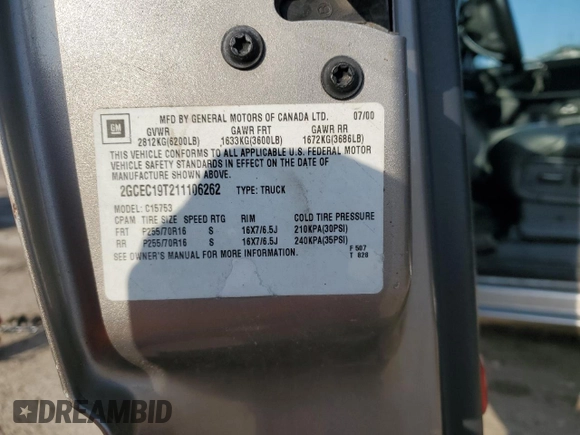 GM
MFD BY GENERAL MOTORS OF CANADA LTD. 07/00
GVWR GAWR FRT GAWR RR
2812KG(6200LB) 1633KG(3600LB) 1672KG(3686LB)
THIS VEHICLE CONFORMS TO ALL APPLICABLE U.S. FEDERAL MOTOR
VEHICLE SAFETY STANDARDS IN EFFECT ON THE DATE OF
MANUFACTURE SHOWN ABOVE.
2GCEC19T211106262 TYPE: TRUCK
MODEL: C15753
CPAM TIRE SIZE SPEED RTG RIM COLD TIRE PRESSURE
FRT P255/70R16 S 16X7/6.5J 210KPA(30PSI)
RR P255/70R16 S 16X7/6.5J 240KPA(35PSI)
SEE OWNER'S MANUAL FOR MORE INFORMATION.
F 507
T 820
DREAMBID